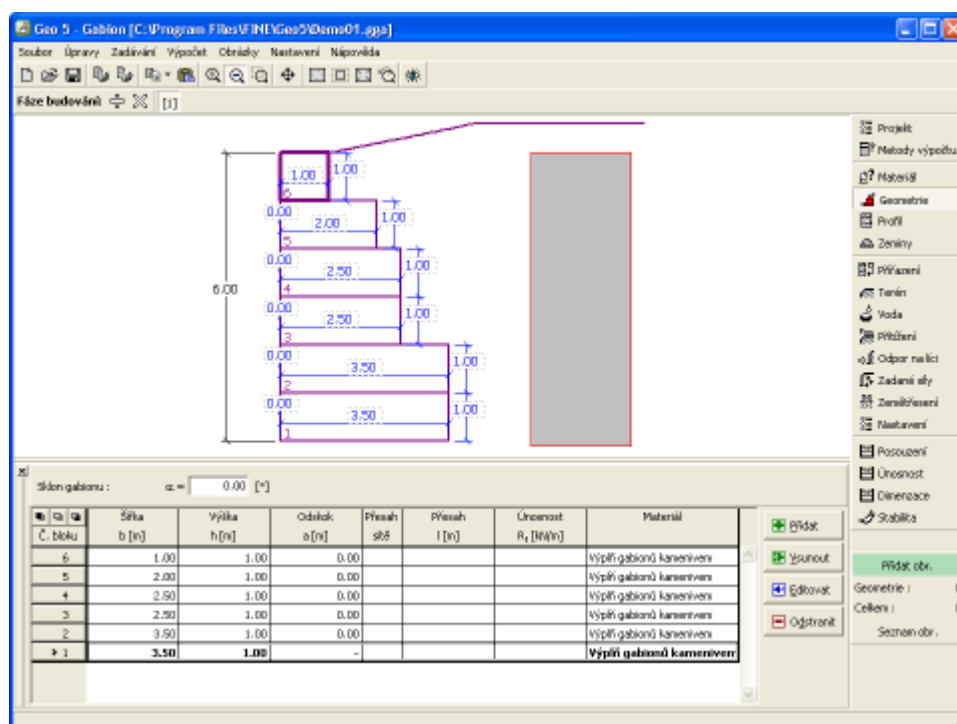 Geo 5 - Gabion [C:\Program Files\FINE\Geo5\Demo01.gga]
Soubor Úpravy Zadávání Výpočet Obrázky Nastavení Nápověda
Fáze budování [1]
Projekt
Metody výpočtu
Materiál
Geometrie
Profil
Zeminy
Přiřazení
Terén
Voda
Přitížení
Odpor na líci
Zadané síly
Zemětřesení
Nastavení
Posouzení
Únosnost
Dimenzace
Stabilita
Přidat obr.
Geometrie :
Celkem :
Seznam obr.
1.00 1.00
6
0.00 2.00 1.00
5
0.00 2.50 1.00
4
6.00
0.00 2.50 1.00
3
0.00 3.50 1.00
2
0.00 3.50 1.00
1
Sklon gabionu : α = 0.00 [°]
Č. bloku Šířka b [m] Výška h [m] Odskok a [m] Přesah sítě Přesah l [m] Únosnost Rt [kN/m] Materiál
6 1.00 1.00 0.00 Výplň gabionů kamenivem
5 2.00 1.00 0.00 Výplň gabionů kamenivem
4 2.50 1.00 0.00 Výplň gabionů kamenivem
3 2.50 1.00 0.00 Výplň gabionů kamenivem
2 3.50 1.00 0.00 Výplň gabionů kamenivem
1 3.50 1.00 - Výplň gabionů kamenivem
Přidat
Vsunout
Editovat
Odstranit